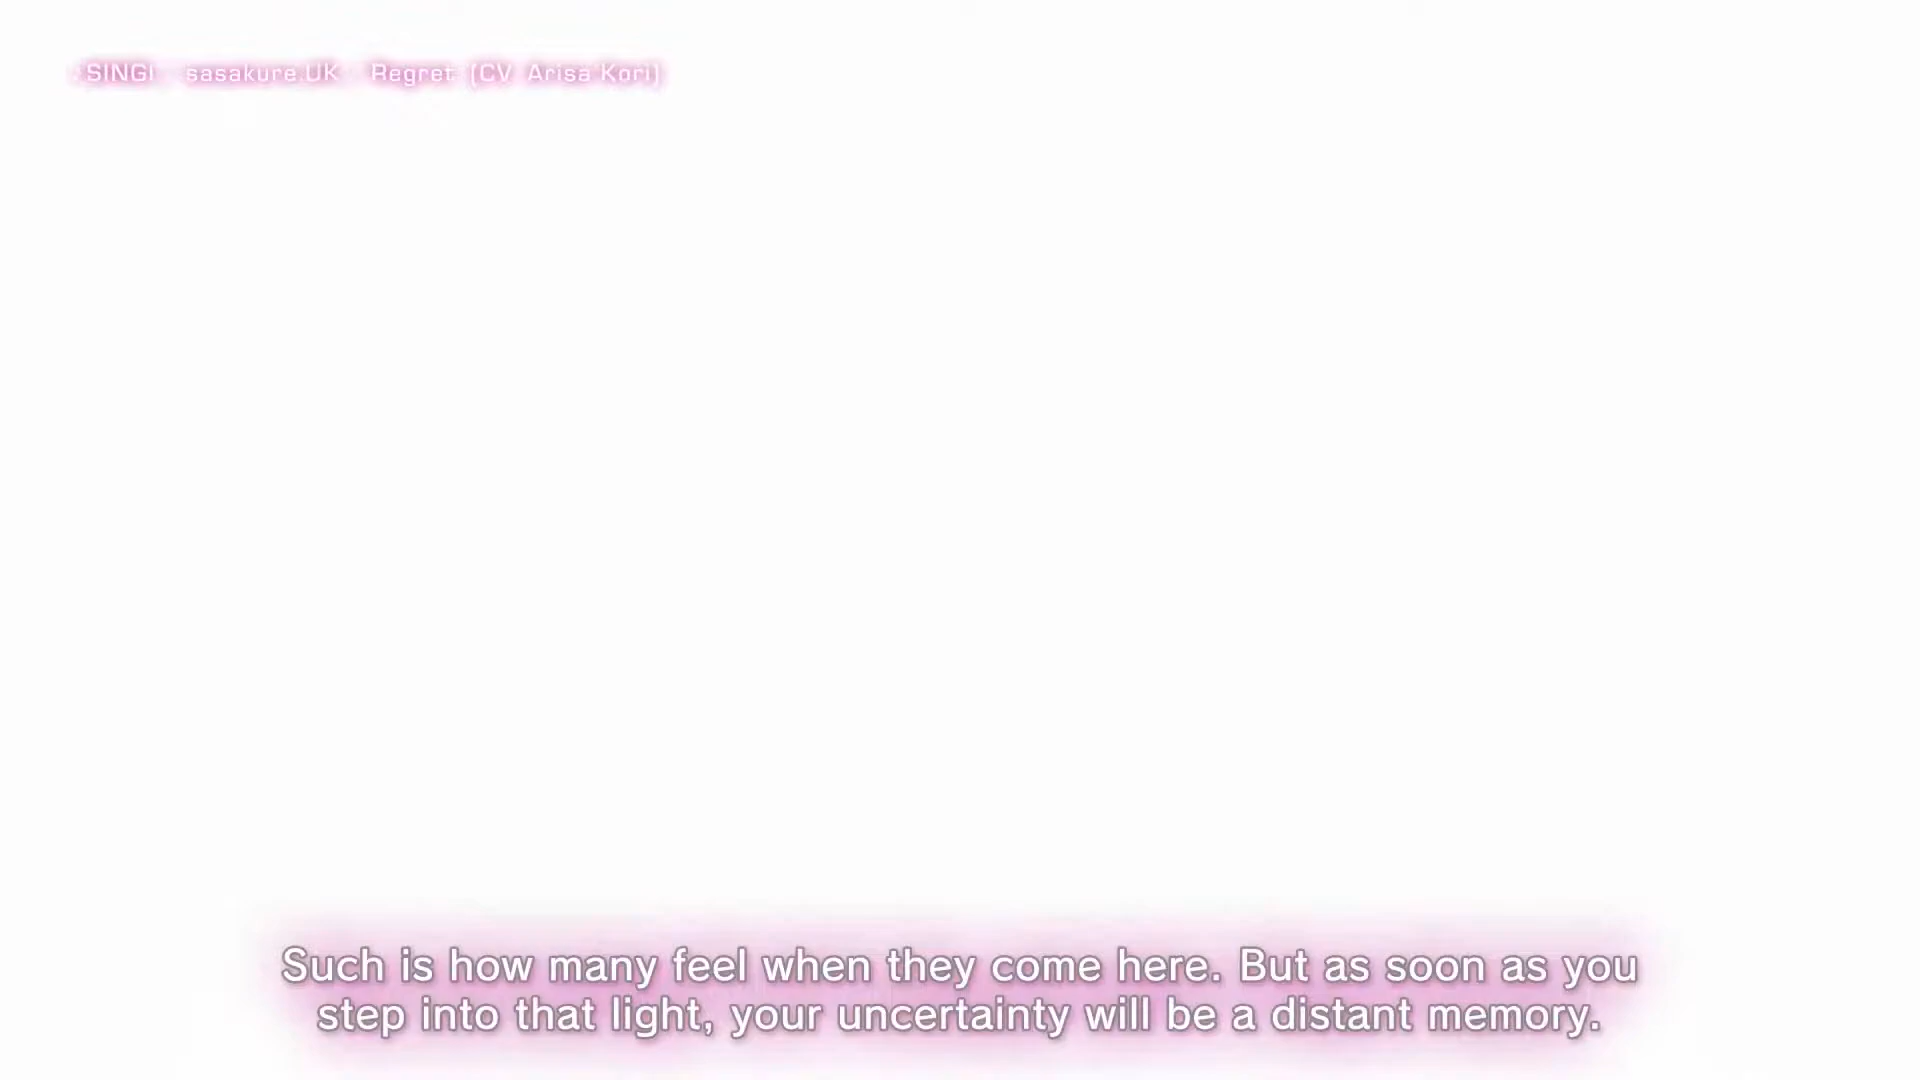 SING! sasakure.UK Regret (CV Arisa Kori)
Such is how many feel when they come here. But as soon as you
step into that light, your uncertainty will be a distant memory.